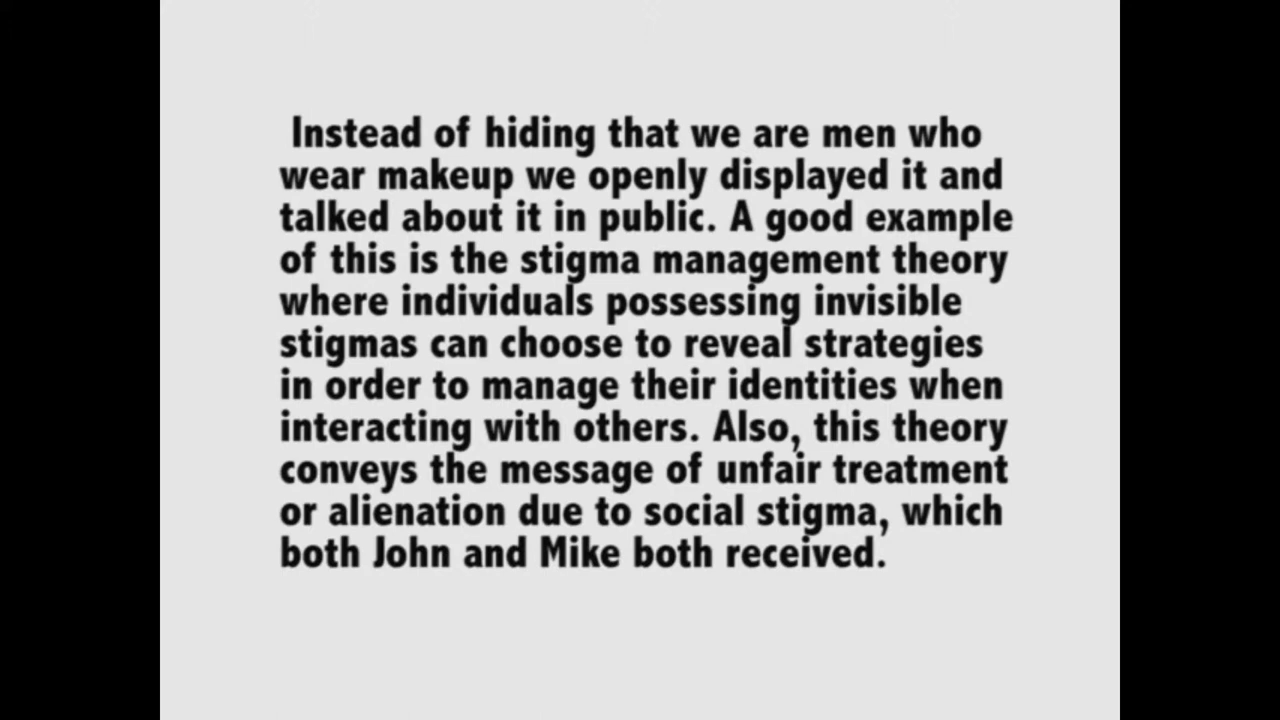 Instead of hiding that we are men who
wear makeup we openly displayed it and
talked about it in public. A good example
of this is the stigma management theory
where individuals possessing invisible
stigmas can choose to reveal strategies
in order to manage their identities when
interacting with others. Also, this theory
conveys the message of unfair treatment
or alienation due to social stigma, which
both John and Mike both received.